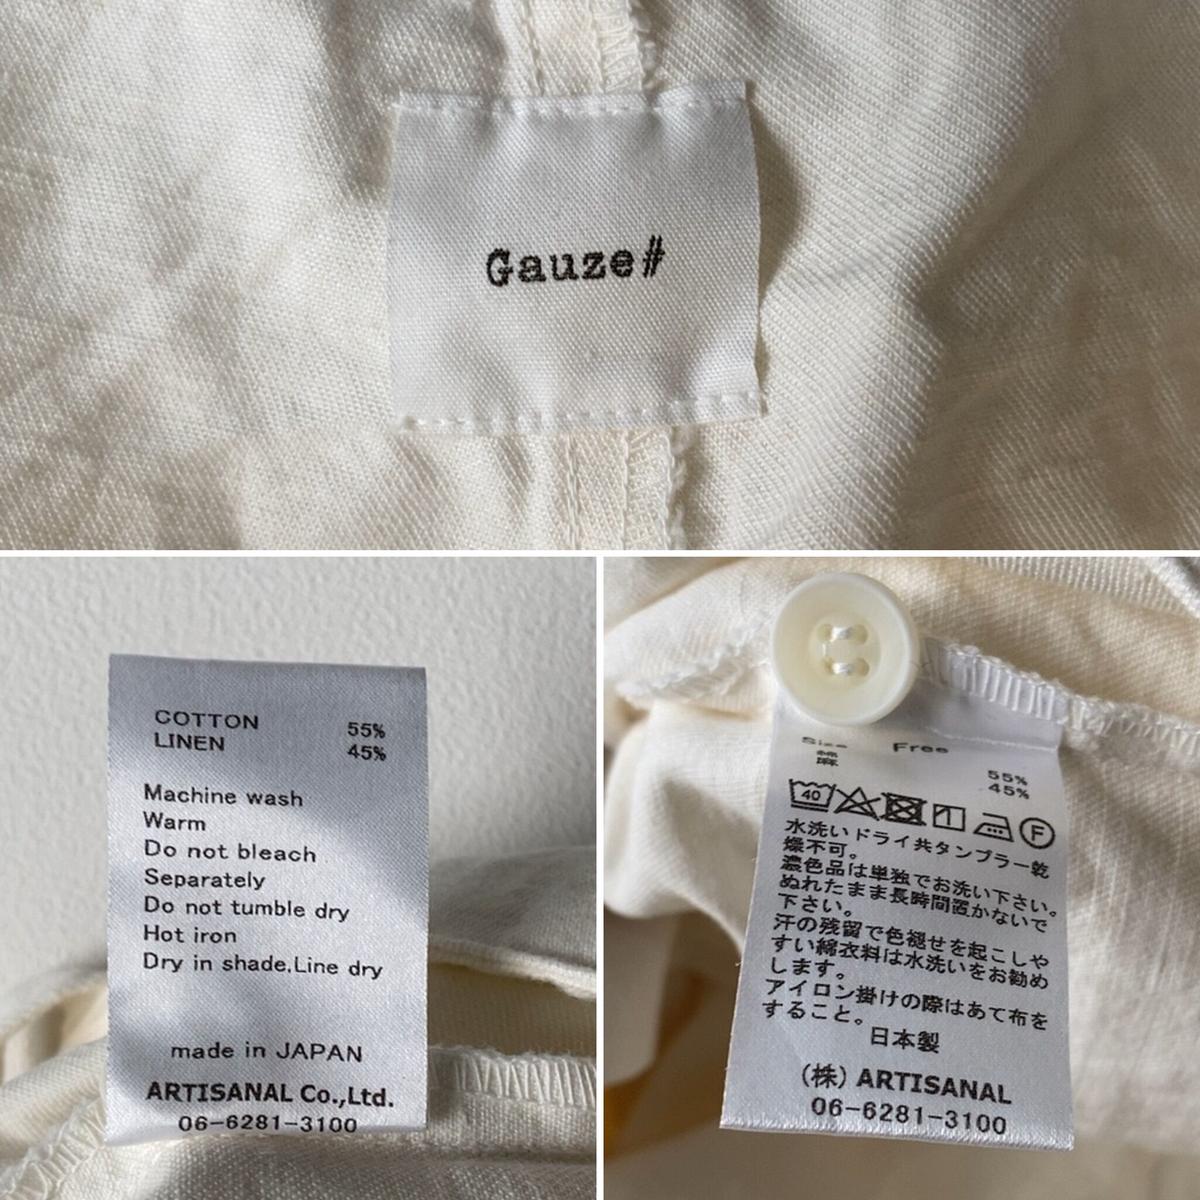 Gauze#
COTTON 55%
LINEN 45%
Machine wash
Warm
Do not bleach
Separately
Do not tumble dry
Hot iron
Dry in shade.Line dry
made in JAPAN
ARTISANAL Co.,Ltd.
06-6281-3100
Size Free
綿 55%
麻 45%
40 F
水洗いドライ共タンブラー乾
燥不可。
濃色品は単独でお洗い下さい。
ぬれたまま長時間置かないで
下さい。
汗の残留で色褪せを起こしや
すい綿衣料は水洗いをお勧め
します。
アイロン掛けの際はあて布を
すること。
日本製
(株) ARTISANAL
06-6281-3100